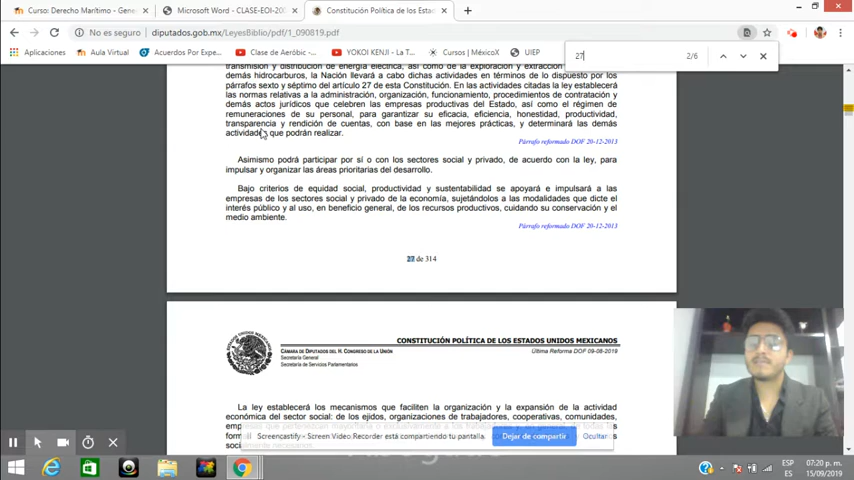 Curso: Derecho Marítimo - Gene
Microsoft Word - CLASE-EOI-200
Constitución Política de los Estad
No es seguro
diputados.gob.mx/LeyesBiblio/pdf/1_090819.pdf
Aplicaciones
Aula Virtual
Acuerdos Por Expe...
Clase de Aeróbic -...
YOKOI KENJI - La T...
Cursos | MéxicoX
UIEP
27
2/6
transmisión y distribución de energía eléctrica, así como de la exploración y extracción
demás hidrocarburos, la Nación llevará a cabo dichas actividades en términos de lo dispuesto por los
párrafos sexto y séptimo del artículo 27 de esta Constitución. En las actividades citadas la ley establecerá
las normas relativas a la administración, organización, funcionamiento, procedimientos de contratación y
demás actos jurídicos que celebren las empresas productivas del Estado, así como el régimen de
remuneraciones de su personal, para garantizar su eficacia, eficiencia, honestidad, productividad,
transparencia y rendición de cuentas, con base en las mejores prácticas, y determinará las demás
actividades que podrán realizar.
Párrafo reformado DOF 20-12-2013
Asimismo podrá participar por sí o con los sectores social y privado, de acuerdo con la ley, para
impulsar y organizar las áreas prioritarias del desarrollo.
Bajo criterios de equidad social, productividad y sustentabilidad se apoyará e impulsará a las
empresas de los sectores social y privado de la economía, sujetándolos a las modalidades que dicte el
interés público y al uso, en beneficio general, de los recursos productivos, cuidando su conservación y el
medio ambiente.
Párrafo reformado DOF 20-12-2013
27 de 314
CONSTITUCIÓN POLÍTICA DE LOS ESTADOS UNIDOS MEXICANOS
CÁMARA DE DIPUTADOS DEL H. CONGRESO DE LA UNIÓN
Última Reforma DOF 09-08-2019
Secretaría General
Secretaría de Servicios Parlamentarios
La ley establecerá los mecanismos que faciliten la organización y la expansión de la actividad
económica del sector social: de los ejidos, organizaciones de trabajadores, cooperativas, comunidades,
Screencastify - Screen Video Recorder está compartiendo tu pantalla.
Dejar de compartir
Ocultar
ESP
ES
07:20 p. m.
15/09/2019